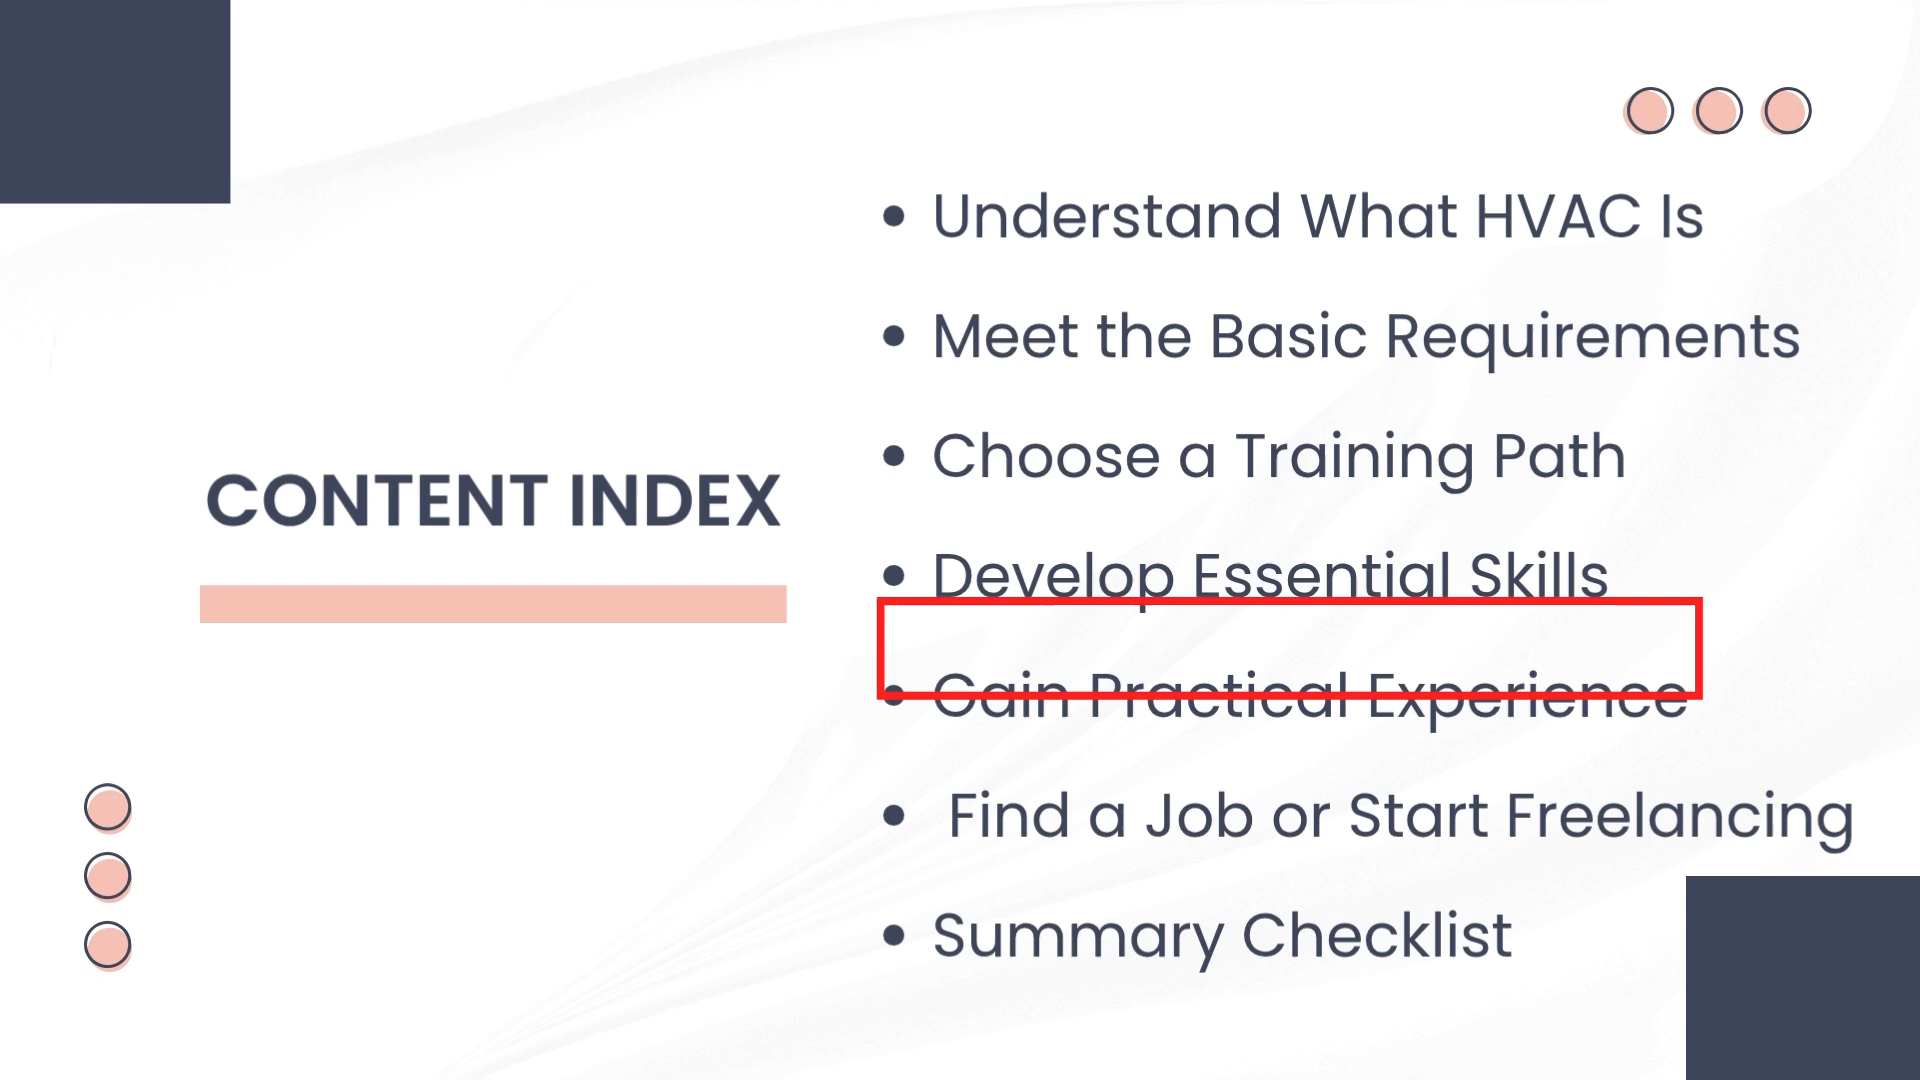 CONTENT INDEX
Understand What HVAC Is
Meet the Basic Requirements
Choose a Training Path
Develop Essential Skills
Gain Practical Experience
Find a Job or Start Freelancing
Summary Checklist